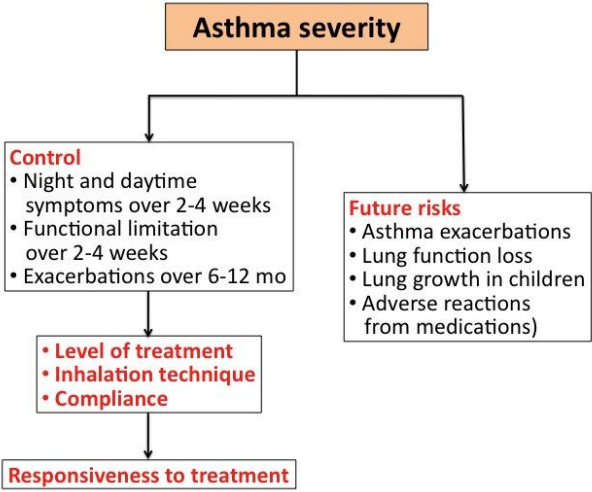 Asthma severity
Control
• Night and daytime
symptoms over 2-4 weeks
• Functional limitation
over 2-4 weeks
• Exacerbations over 6-12 mo
Future risks
• Asthma exacerbations
• Lung function loss
• Lung growth in children
• Adverse reactions
from medications)
• Level of treatment
• Inhalation technique
• Compliance
Responsiveness to treatment